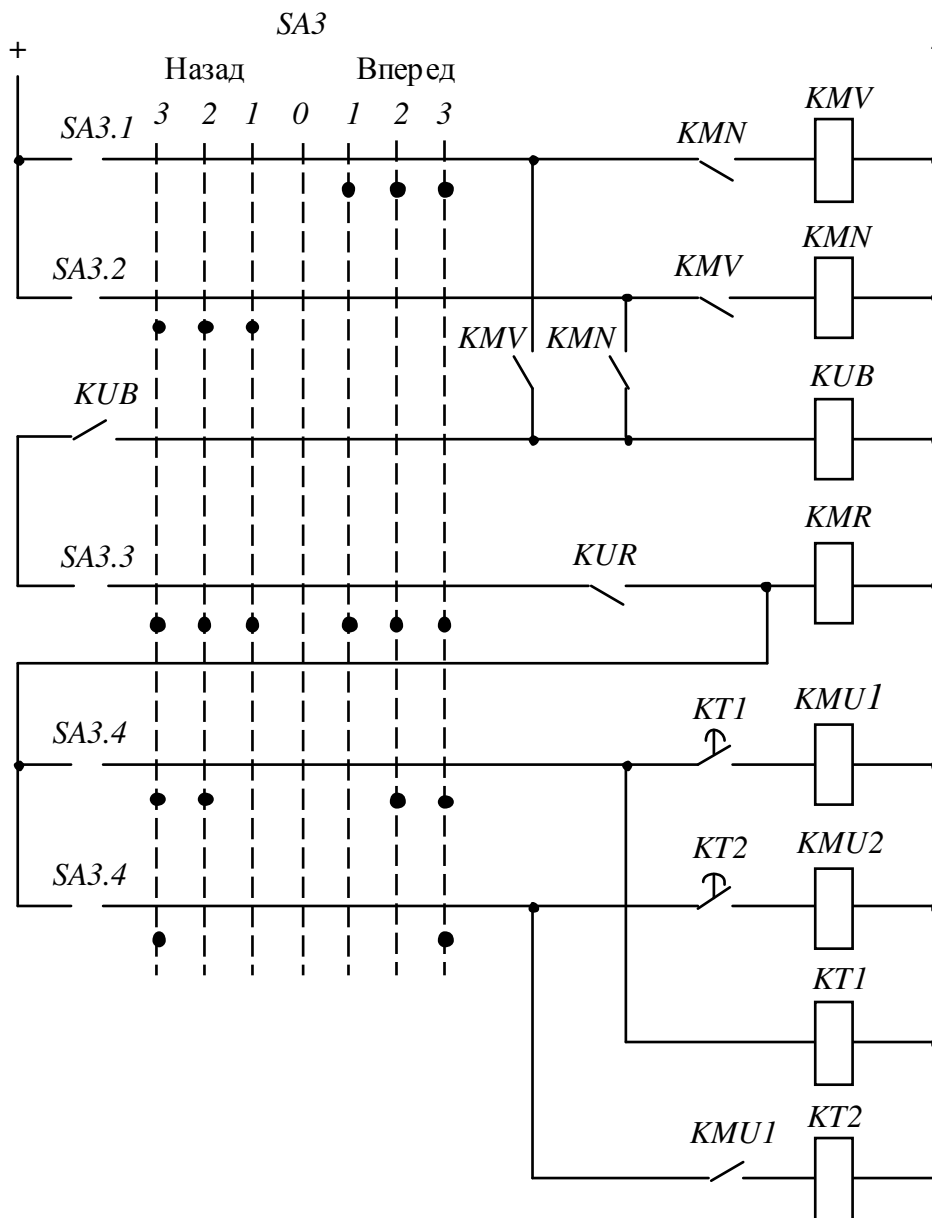 SA3
+
Назад
Вперед
3 2 1 0 1 2 3
KMV
SA3.1
KMN
KMN
SA3.2
KMV
KMV
KMN
KUB
KUB
KMR
SA3.3
KUR
KMU1
KT1
SA3.4
KMU2
KT2
SA3.4
KT1
KT2
KMU1